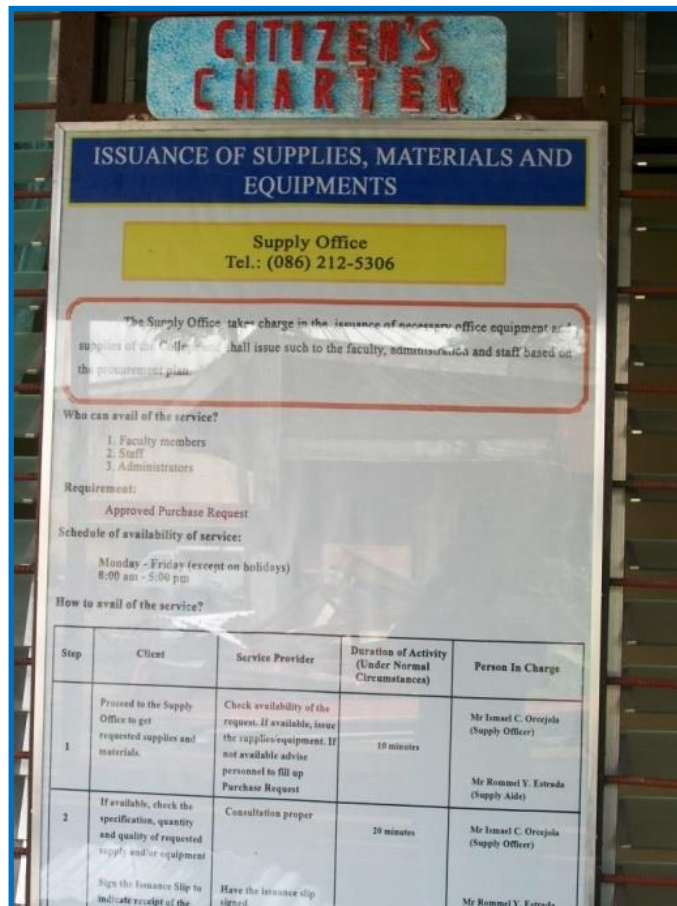 CITIZEN'S
CHARTER
ISSUANCE OF SUPPLIES, MATERIALS AND
EQUIPMENTS
Supply Office
Tel.: (086) 212-5306
The Supply Office takes charge in the issuance of necessary office equipment and
supplies of the College and shall issue such to the faculty, administration and staff based on
the procurement plan.
Who can avail of the service?
1. Faculty members
2. Staff
3. Administrators
Requirement:
Approved Purchase Request
Schedule of availability of service:
Monday - Friday (except on holidays)
8:00 am - 5:00 pm
How to avail of the service?
Step Client Service Provider Duration of Activity (Under Normal Circumstances) Person In Charge
1
Proceed to the Supply
Office to get
requested supplies and
materials.
Check availability of the
request. If available, issue
the supplies/equipment. If
not available advise
personnel to fill up
Purchase Request
10 minutes
Mr Ismael C. Orcejola
(Supply Officer)
Mr Rommel Y. Estrada
(Supply Aide)
2
If available, check the
specification, quantity
and quality of requested
supply and/or equipment
Consultation proper
20 minutes
Mr Ismael C. Orcejola
(Supply Officer)
Sign the Issuance Slip to
indicate receipt of the
Have the issuance slip
signed
Mr Rommel Y. Estrada